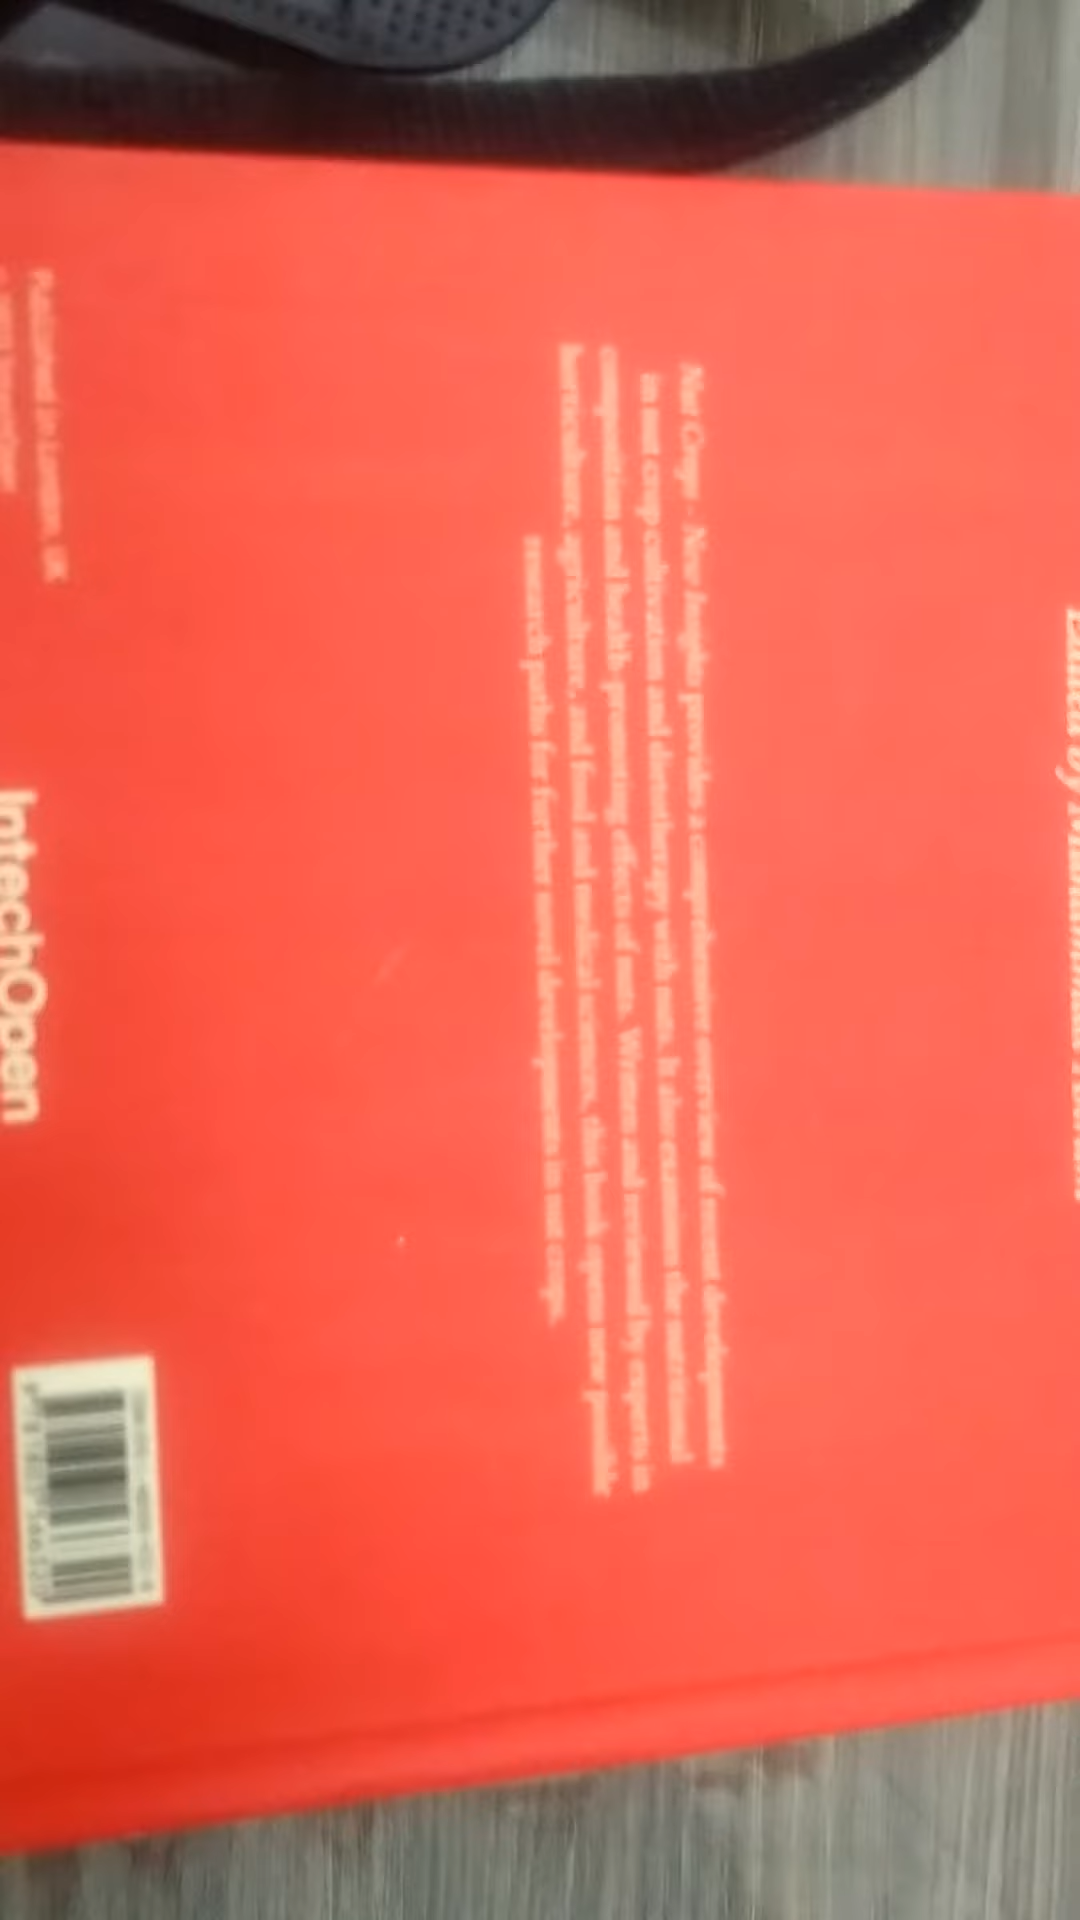 Edited by
Nut Crops - New Insights provides a comprehensive overview of recent developments
in nut crop cultivation and diettotherapy with nuts. It also examines the nutritional
composition and health-promoting effects of nuts. Written and reviewed by experts in
horticulture, agriculture, and food and medical sciences, this book opens new possible
research paths for further novel developments in nut crops.
Published in London, UK
IntechOpen